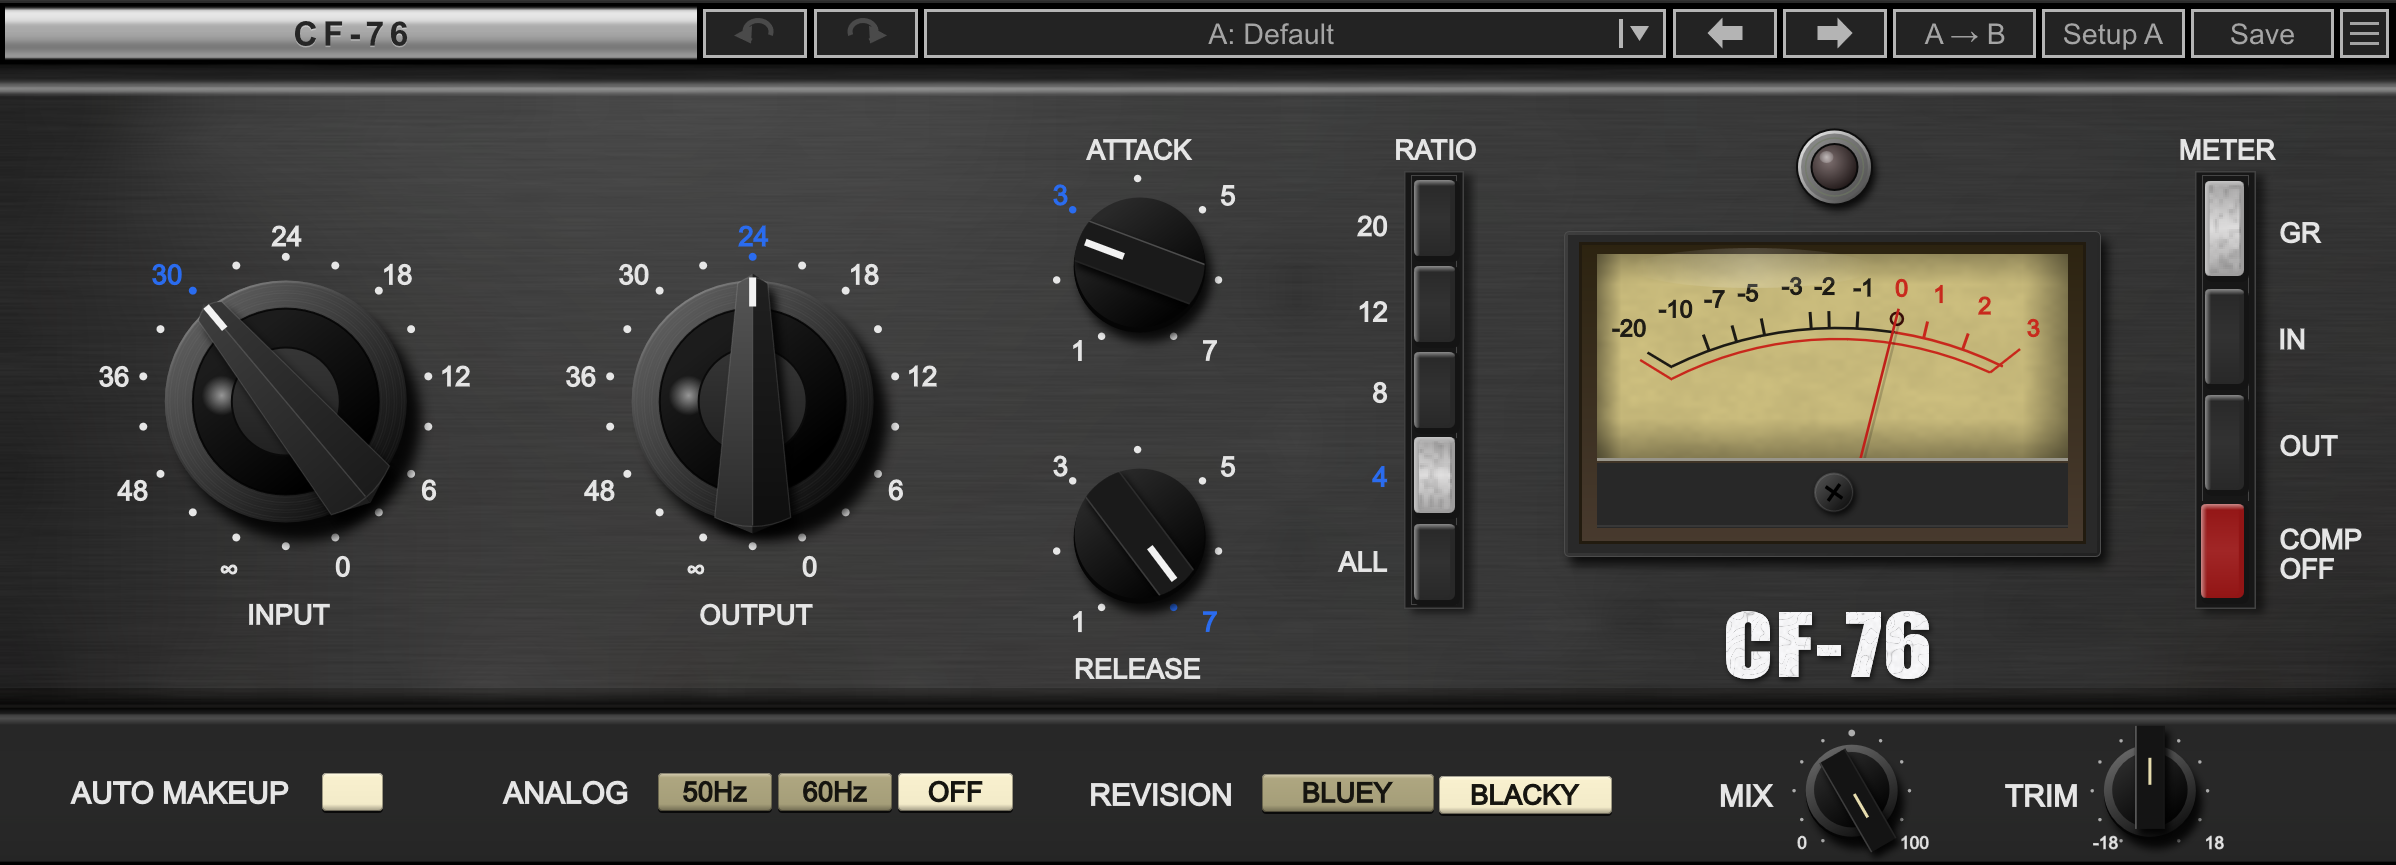 CF-76
A: Default
A → B
Setup A
Save
24
30
18
36
12
48
6
∞
0
INPUT
24
30
18
36
12
48
6
∞
0
OUTPUT
ATTACK
3
5
1
7
3
5
1
7
RELEASE
RATIO
20
12
8
4
ALL
-20
-10
-7
-5
-3
-2
-1
0
1
2
3
CF-76
METER
GR
IN
OUT
COMP
OFF
AUTO MAKEUP
ANALOG
50Hz
60Hz
OFF
REVISION
BLUEY
BLACKY
MIX
0
100
TRIM
-18
18